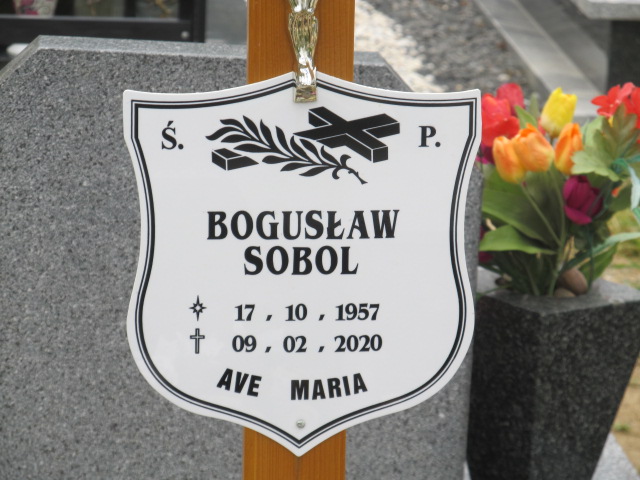 Ś. P.
BOGUSŁAW
SOBOL
17 . 10 . 1957
09 . 02 . 2020
AVE MARIA